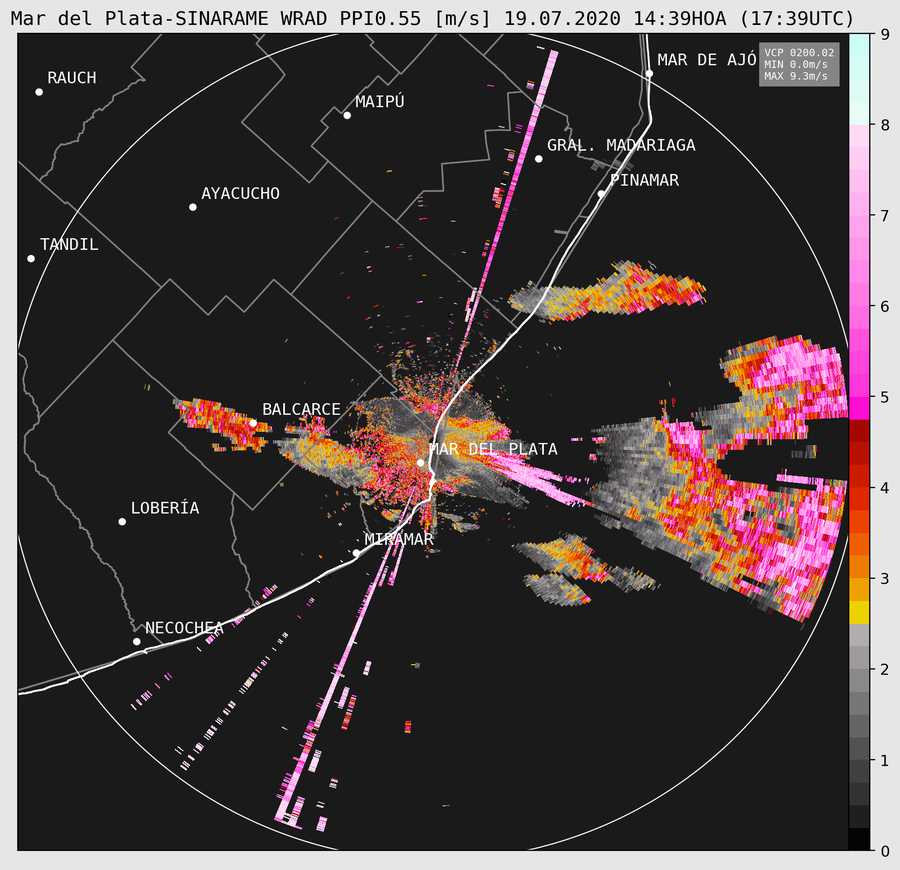 Mar del Plata-SINARAME WRAD PPI0.55 [m/s] 19.07.2020 14:39HOA (17:39UTC)
VCP 0200.02
MIN 0.0m/s
MAX 9.3m/s
MAR DE AJÓ
RAUCH
MAIPÚ
GRAL. MADARIAGA
PINAMAR
AYACUCHO
TANDIL
BALCARCE
MAR DEL PLATA
LOBERÍA
MIRAMAR
NECOCHEA
9
8
7
6
5
4
3
2
1
0